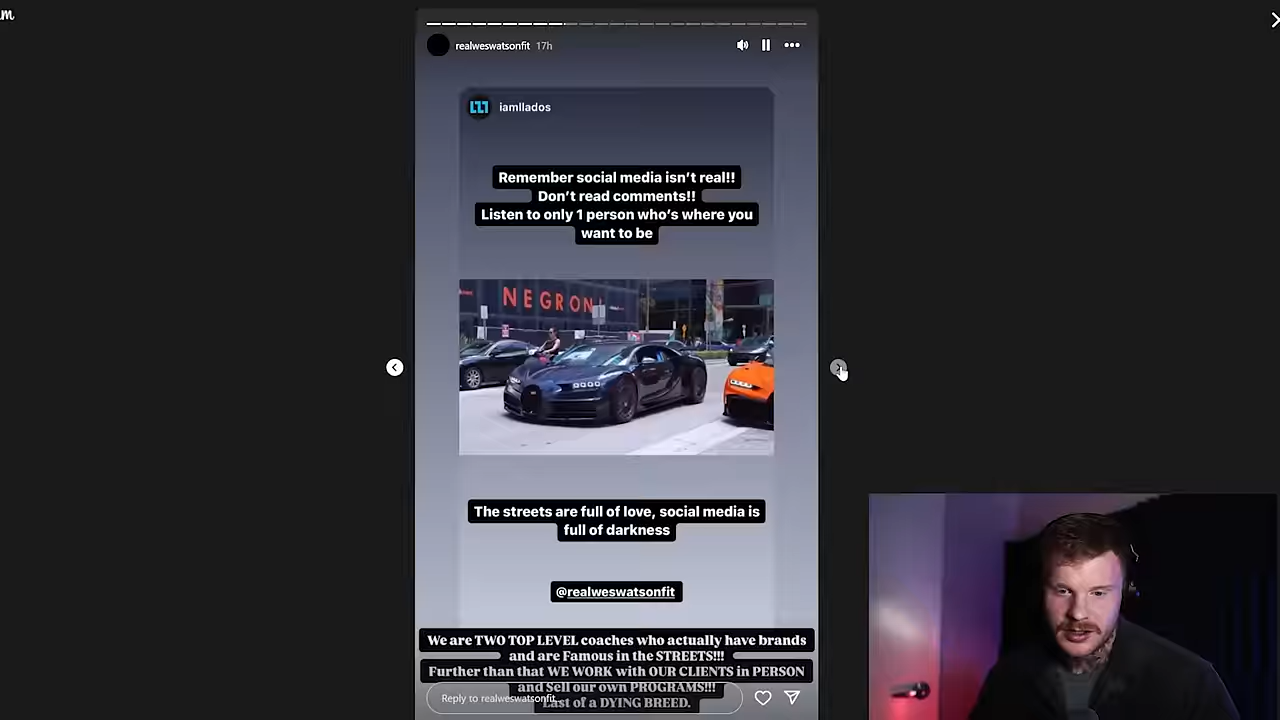 m
realweswatsonfit 17h
iamllados
Remember social media isn't real!!
Don't read comments!!
Listen to only 1 person who's where you
want to be
NEGRONI
The streets are full of love, social media is
full of darkness
@realweswatsonfit
We are TWO TOP LEVEL coaches who actually have brands
and are Famous in the STREETS!!!
Further than that WE WORK with OUR CLIENTS in PERSON
and Sell our own PROGRAMS!!!
Reply to realweswatsonfit...
Last of a DYING BREED.